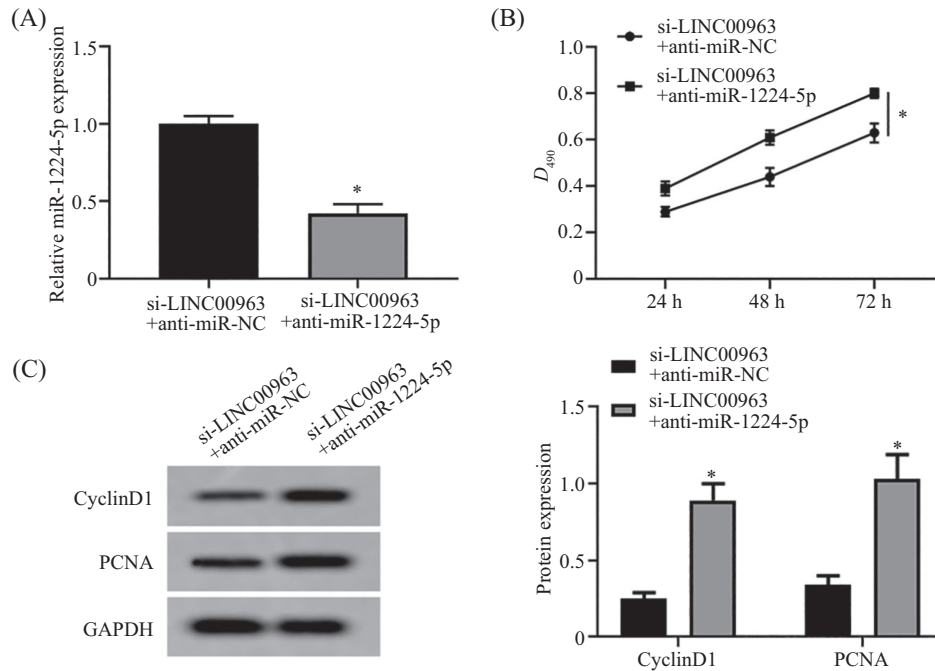 (A)
Relative miR-1224-5p expression
1.5
1.0
0.5
0
*
si-LINC00963
+anti-miR-NC
si-LINC00963
+anti-miR-1224-5p
(B)
si-LINC00963
+anti-miR-NC
si-LINC00963
+anti-miR-1224-5p
D490
1.0
0.8
0.6
0.4
0.2
0
*
24 h
48 h
72 h
(C)
si-LINC00963
+anti-miR-NC
si-LINC00963
+anti-miR-1224-5p
CyclinD1
PCNA
GAPDH
si-LINC00963
+anti-miR-NC
si-LINC00963
+anti-miR-1224-5p
Protein expression
1.5
1.0
0.5
0
*
*
CyclinD1
PCNA